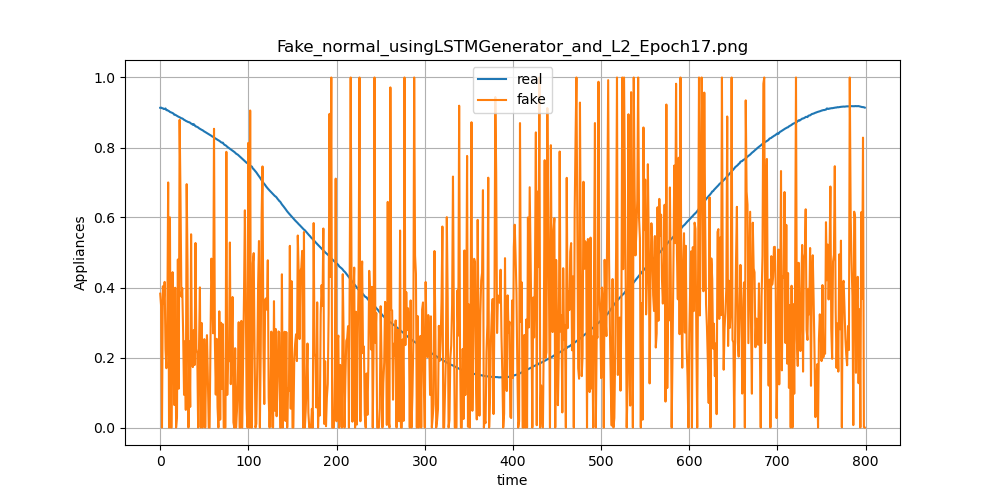 Fake_normal_usingLSTMGenerator_and_L2_Epoch17.png
real
fake
Appliances
1.0
0.8
0.6
0.4
0.2
0.0
0 100 200 300 400 500 600 700 800
time